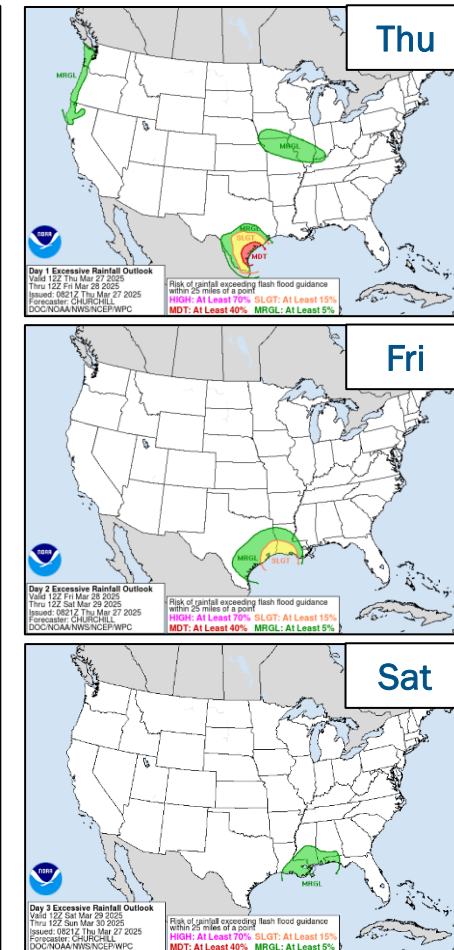 Thu
MRGL
MRGL
MRGL
SLGT
MDT
NOAA
Day 1 Excessive Rainfall Outlook
Valid 12Z Thu Mar 27 2025
Thru 12Z Fri Mar 28 2025
Issued: 0821Z Thu Mar 27 2025
Forecaster: CHURCHILL
DOC/NOAA/NWS/NCEP/WPC
Risk of rainfall exceeding flash flood guidance
within 25 miles of a point
HIGH: At Least 70% SLGT: At Least 15%
MDT: At Least 40% MRGL: At Least 5%
Fri
MRGL
SLGT
NOAA
Day 2 Excessive Rainfall Outlook
Valid 12Z Fri Mar 28 2025
Thru 12Z Sat Mar 29 2025
Issued: 0821Z Thu Mar 27 2025
Forecaster: CHURCHILL
DOC/NOAA/NWS/NCEP/WPC
Risk of rainfall exceeding flash flood guidance
within 25 miles of a point
HIGH: At Least 70% SLGT: At Least 15%
MDT: At Least 40% MRGL: At Least 5%
Sat
MRGL
NOAA
Day 3 Excessive Rainfall Outlook
Valid 12Z Sat Mar 29 2025
Thru 12Z Sun Mar 30 2025
Issued: 0821Z Thu Mar 27 2025
Forecaster: CHURCHILL
DOC/NOAA/NWS/NCEP/WPC
Risk of rainfall exceeding flash flood guidance
within 25 miles of a point
HIGH: At Least 70% SLGT: At Least 15%
MDT: At Least 40% MRGL: At Least 5%